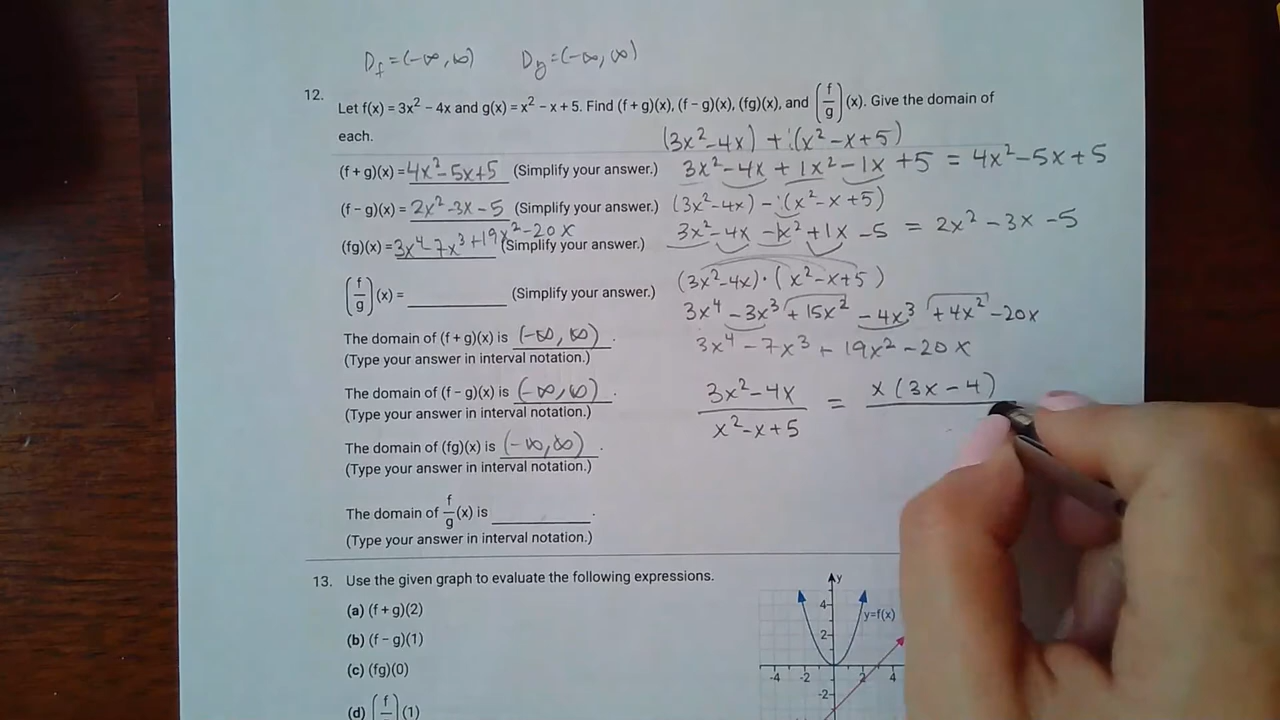 D_f = (-∞, ∞) D_g = (-∞, ∞)
12. Let f(x) = 3x² − 4x and g(x) = x² − x + 5. Find (f + g)(x), (f − g)(x), (fg)(x), and (f/g)(x). Give the domain of
each.
(3x²-4x) + (x²-x+5)
(f + g)(x) = 4x²-5x+5 (Simplify your answer.) 3x²-4x + 1x²-1x +5 = 4x²-5x+5
(f − g)(x) = 2x²-3x-5 (Simplify your answer.) (3x²-4x) - (x²-x+5)
3x²-4x -1x²+1x -5 = 2x²-3x-5
(fg)(x) = 3x⁴-7x³+19x²-20x (Simplify your answer.)
(3x²-4x)·(x²-x+5)
(f/g)(x) = ______ (Simplify your answer.)
3x⁴ -3x³ +15x² -4x³ +4x² -20x
3x⁴ -7x³ + 19x² -20x
The domain of (f + g)(x) is (-∞, ∞).
(Type your answer in interval notation.)
The domain of (f − g)(x) is (-∞, ∞).
(Type your answer in interval notation.)
3x²-4x / x²-x+5 = x(3x-4)
The domain of (fg)(x) is (-∞, ∞).
(Type your answer in interval notation.)
The domain of f/g(x) is ______.
(Type your answer in interval notation.)
13. Use the given graph to evaluate the following expressions.
(a) (f + g)(2)
(b) (f − g)(1)
(c) (fg)(0)
(d) (f/ )(1)
y
4
y=f(x)
2
-4 -2 2 4
-2